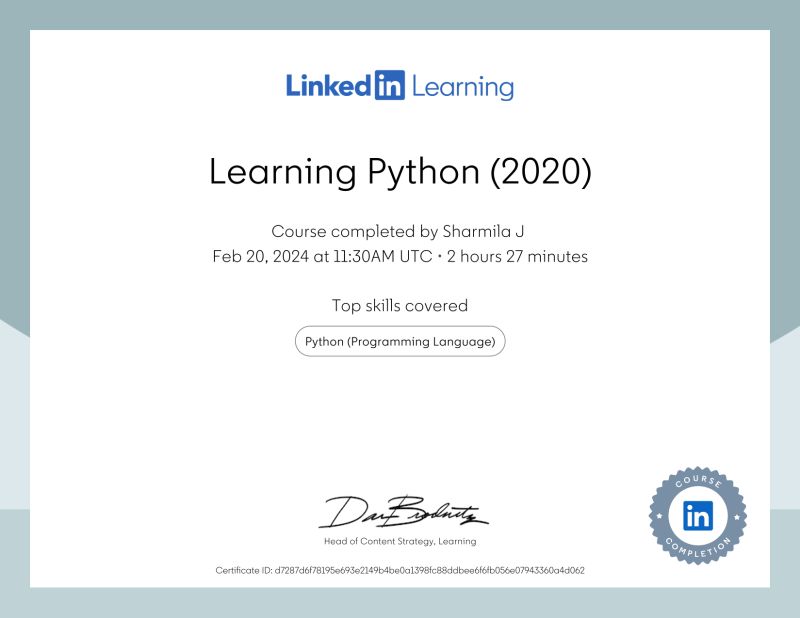 Linked in Learning
Learning Python (2020)
Course completed by Sharmila J
Feb 20, 2024 at 11:30AM UTC • 2 hours 27 minutes
Top skills covered
Python (Programming Language)
Head of Content Strategy, Learning
COURSE
in
COMPLETION
Certificate ID: d7287d6f78195e693e2149b4be0a1398fc88ddbee6f6fb056e07943360a4d062